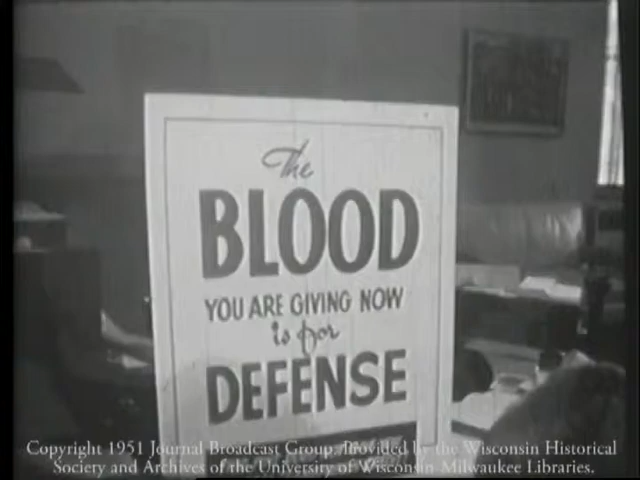 The
BLOOD
YOU ARE GIVING NOW
is for
DEFENSE
Copyright 1951 Journal Broadcast Group. Provided by the Wisconsin Historical
Society and Archives of the University of Wisconsin-Milwaukee Libraries.